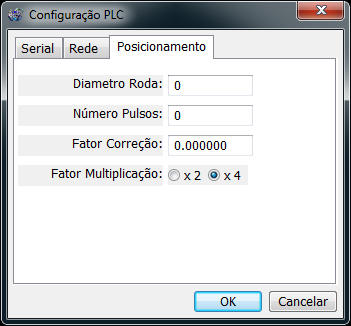 Configuração PLC
Serial Rede Posicionamento
Diametro Roda: 0
Número Pulsos: 0
Fator Correção: 0.000000
Fator Multiplicação: x 2 x 4
OK Cancelar